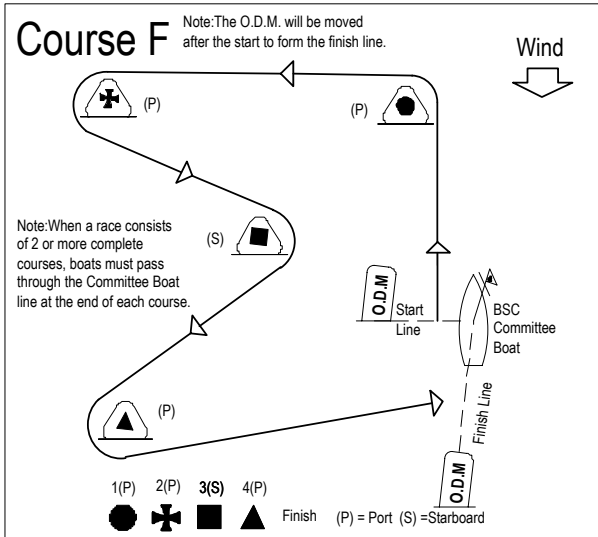 Course F
Note:The O.D.M. will be moved
after the start to form the finish line.
Wind
(P)
(P)
Note:When a race consists
of 2 or more complete
courses, boats must pass
through the Committee Boat
line at the end of each course.
(S)
O.D.M
Start
Line
BSC
Committee
Boat
(P)
Finish Line
O.D.M
1(P) 2(P) 3(S) 4(P)
Finish (P) = Port (S) =Starboard